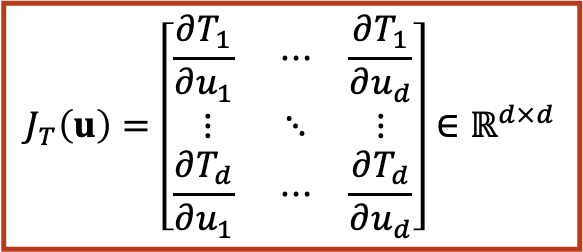 J_T(𝐮) = [ ∂T_1/∂u_1 ⋯ ∂T_1/∂u_d
⋮ ⋱ ⋮
∂T_d/∂u_1 ⋯ ∂T_d/∂u_d ] ∈ ℝ^{d×d}